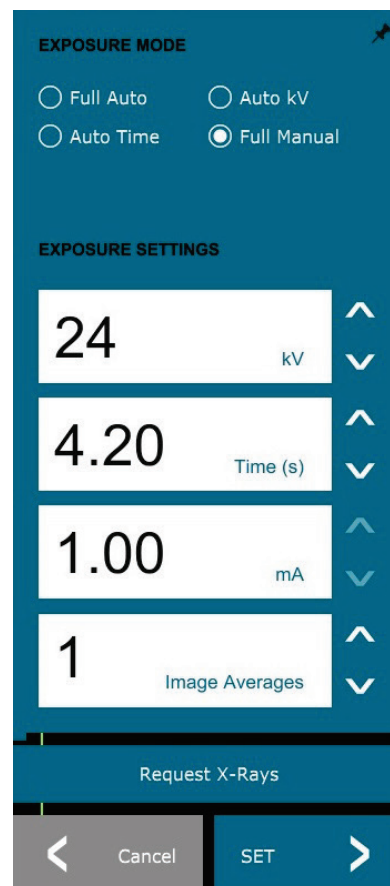 EXPOSURE MODE
Full Auto Auto kV
Auto Time Full Manual
EXPOSURE SETTINGS
24 kV
4.20 Time (s)
1.00 mA
1 Image Averages
Request X-Rays
Cancel SET